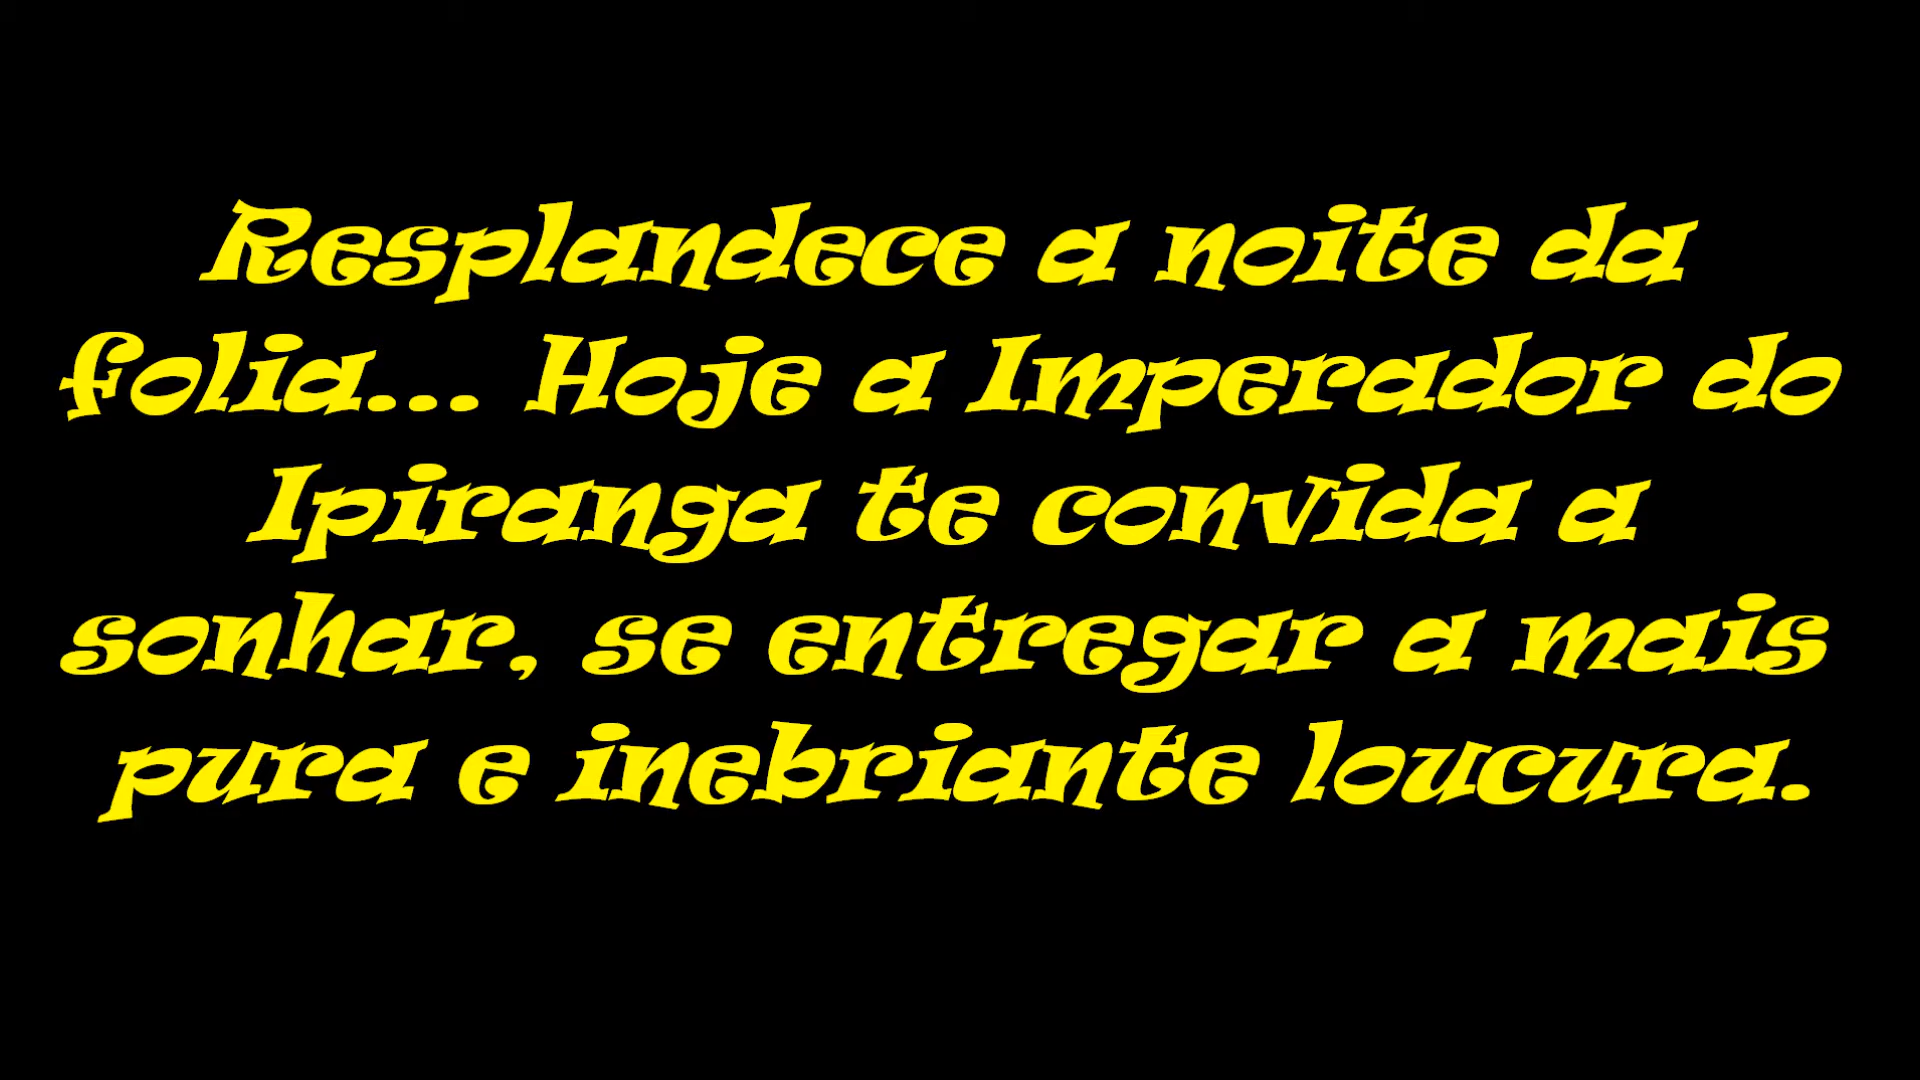 Resplandece a noite da
folia... Hoje a Imperador do
Ipiranga te convida a
sonhar, se entregar a mais
pura e inebriante loucura.